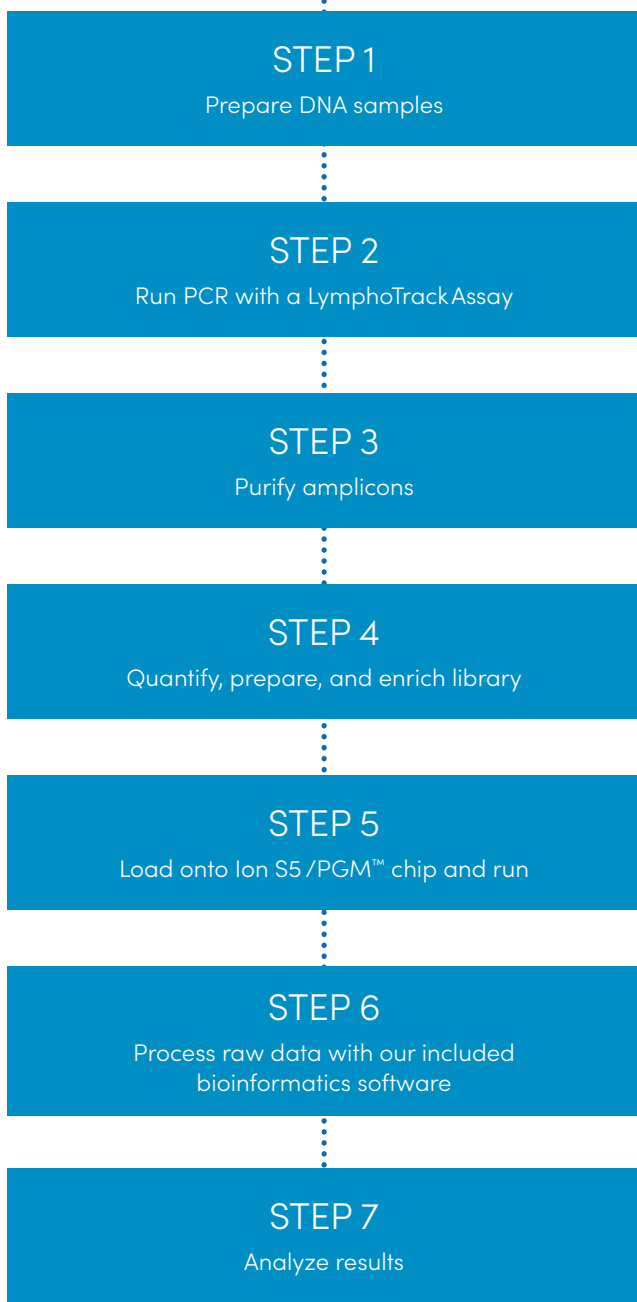 STEP 1
Prepare DNA samples
STEP 2
Run PCR with a LymphoTrack Assay
STEP 3
Purify amplicons
STEP 4
Quantify, prepare, and enrich library
STEP 5
Load onto Ion S5 /PGM™ chip and run
STEP 6
Process raw data with our included
bioinformatics software
STEP 7
Analyze results